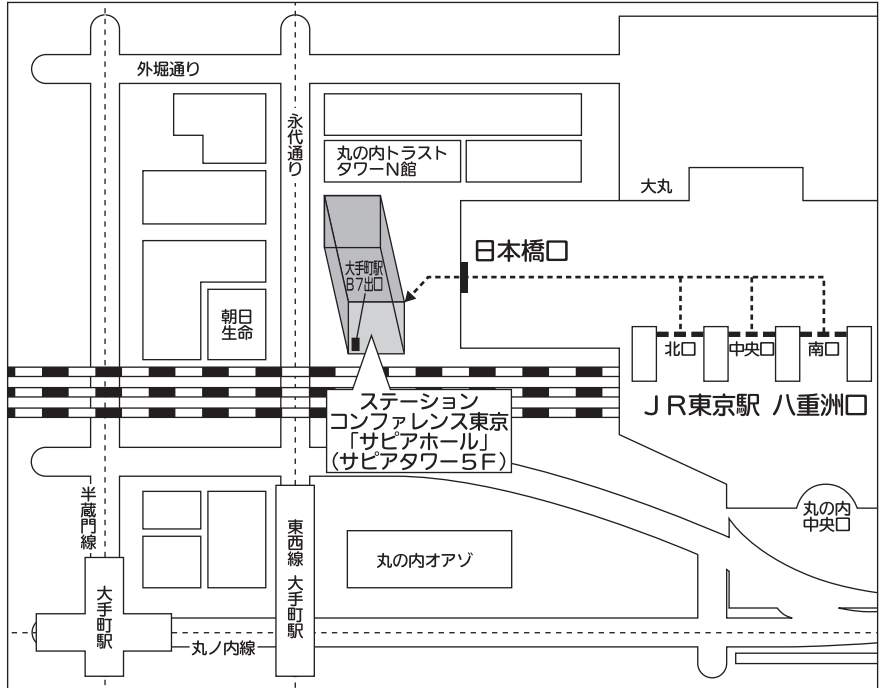 外堀通り
永代通り
丸の内トラスト
タワーN館
大丸
日本橋口
大手町駅
B7出口
朝日
生命
北口
中央口
南口
JR東京駅 八重洲口
ステーション
コンファレンス東京
「サピアホール」
(サピアタワー5F)
半蔵門線
東西線 大手町駅
丸の内
中央口
丸の内オアゾ
大手町駅
丸ノ内線